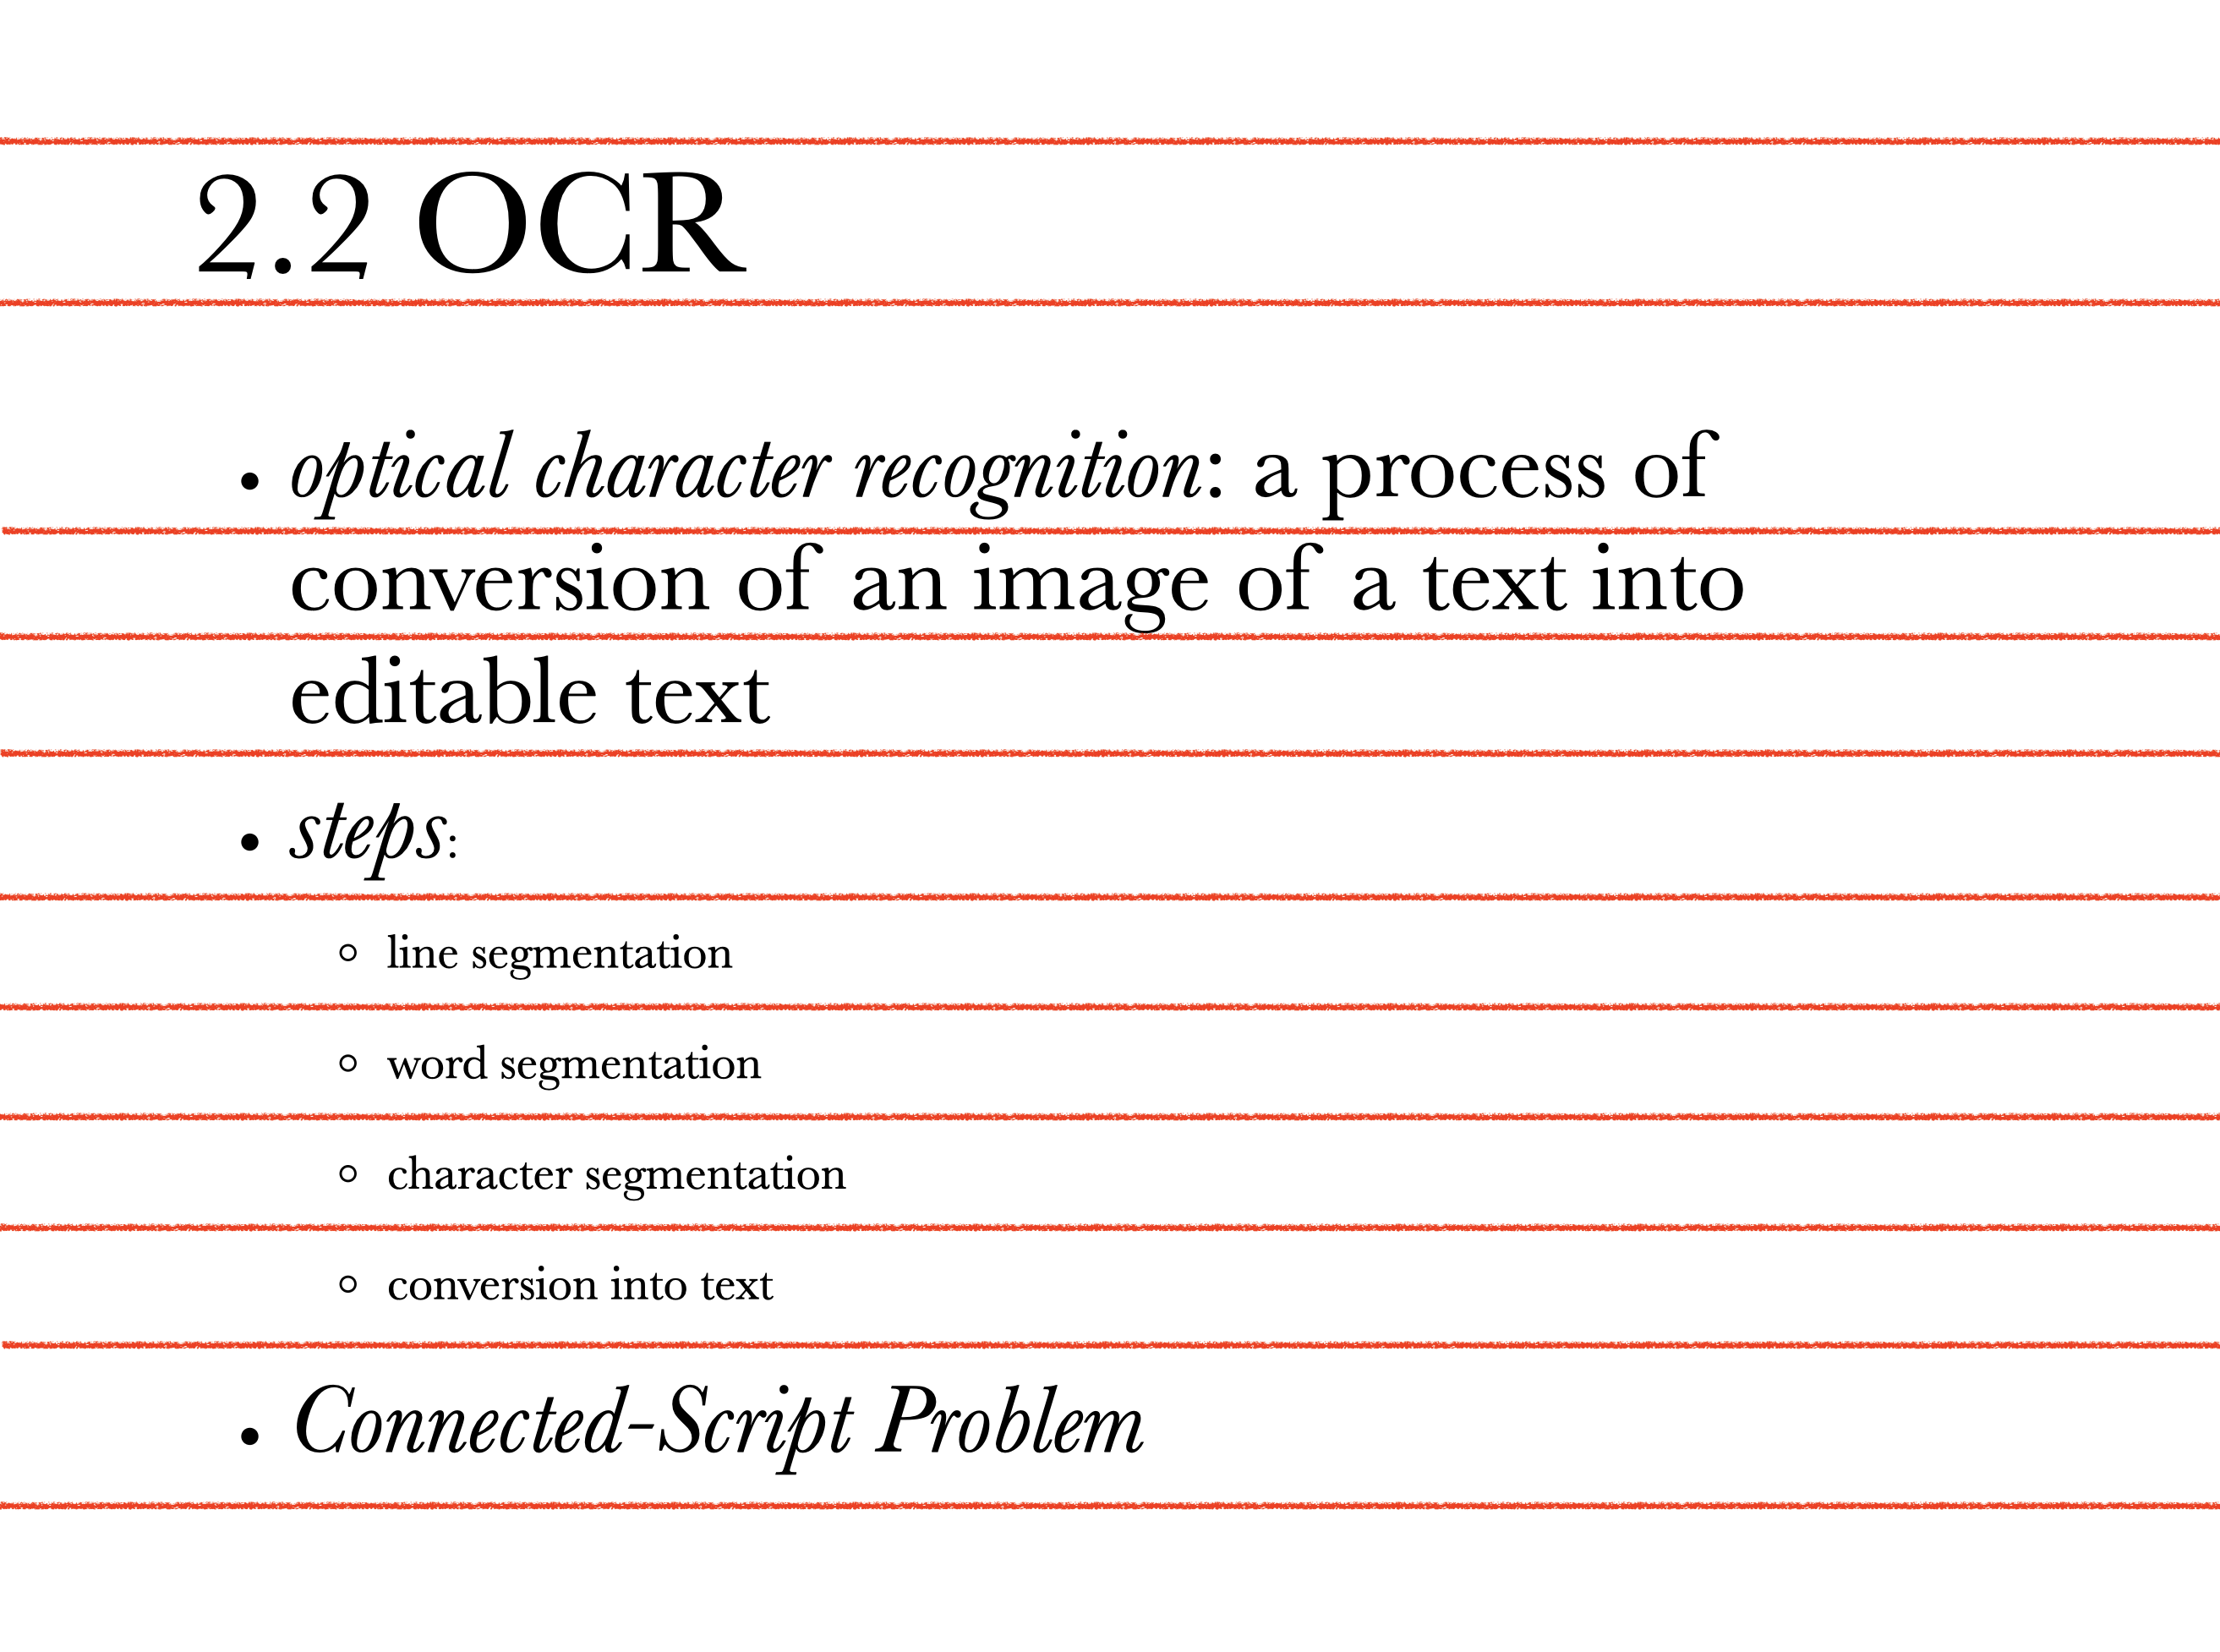 2.2 OCR
• optical character recognition: a process of
conversion of an image of a text into
editable text
• steps:
◦ line segmentation
◦ word segmentation
◦ character segmentation
◦ conversion into text
• Connected-Script Problem